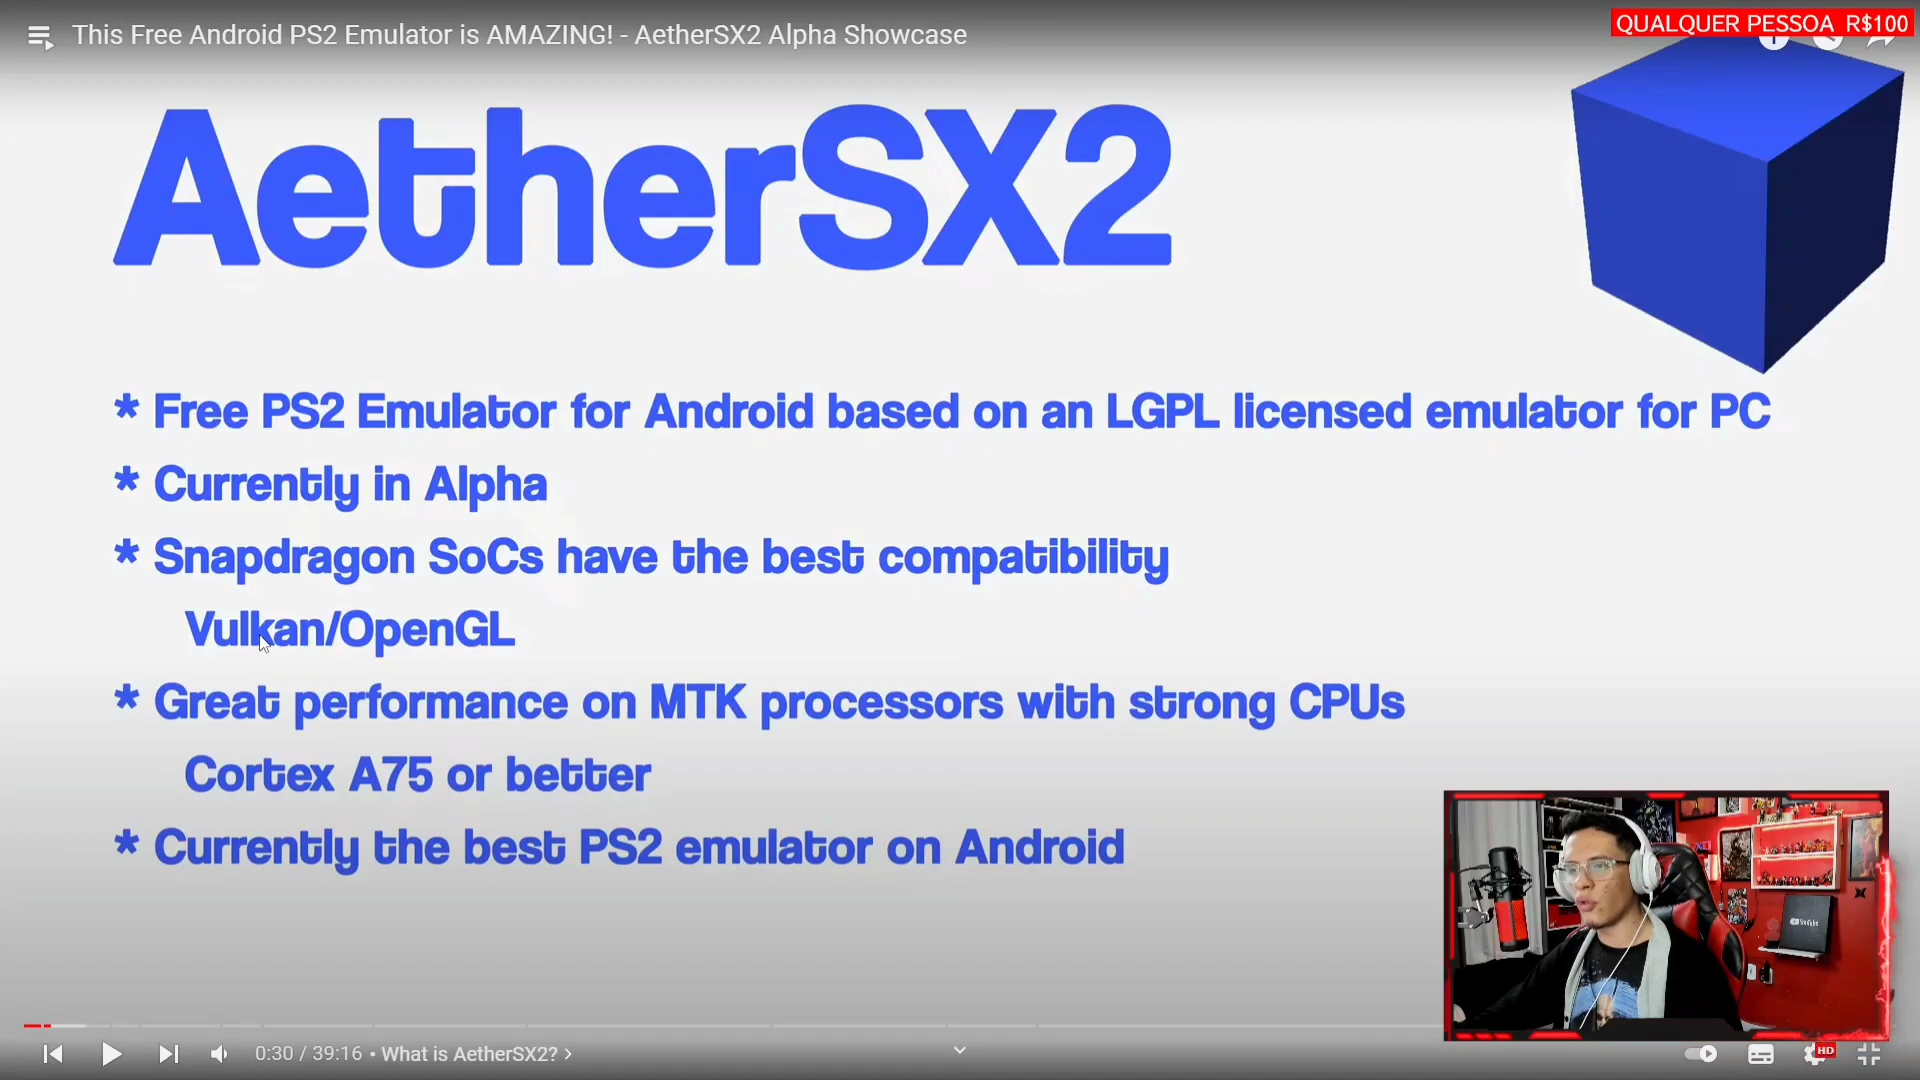 This Free Android PS2 Emulator is AMAZING! - AetherSX2 Alpha Showcase
QUALQUER PESSOA R$100
AetherSX2
* Free PS2 Emulator for Android based on an LGPL licensed emulator for PC
* Currently in Alpha
* Snapdragon SoCs have the best compatibility
Vulkan/OpenGL
* Great performance on MTK processors with strong CPUs
Cortex A75 or better
* Currently the best PS2 emulator on Android
YouTube
0:30 / 39:16 • What is AetherSX2? >
HD